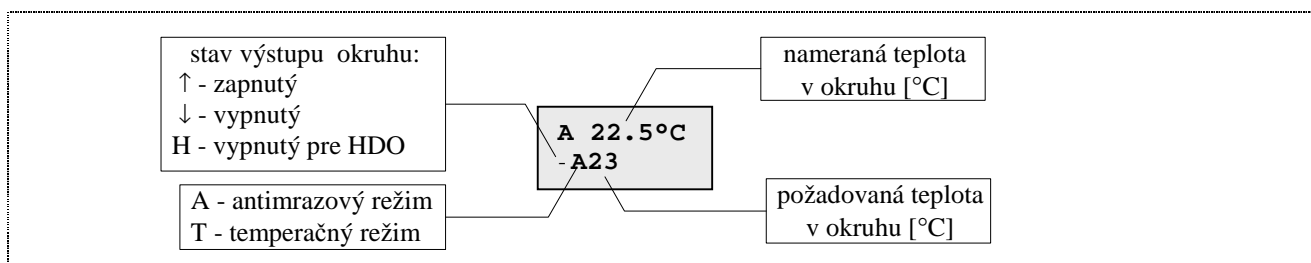 stav výstupu okruhu:
↑ - zapnutý
↓ - vypnutý
H - vypnutý pre HDO
nameraná teplota
v okruhu [°C]
A 22.5°C
-A23
A - antimrazový režim
T - temperačný režim
požadovaná teplota
v okruhu [°C]